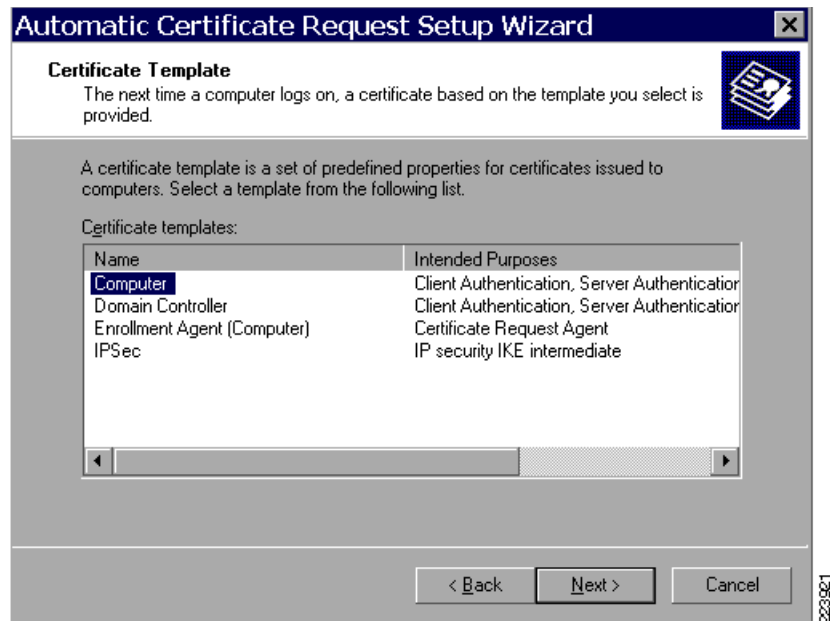 Automatic Certificate Request Setup Wizard
Certificate Template
The next time a computer logs on, a certificate based on the template you select is
provided.
A certificate template is a set of predefined properties for certificates issued to
computers. Select a template from the following list.
Certificate templates:
Name Intended Purposes
Computer Client Authentication, Server Authentication
Domain Controller Client Authentication, Server Authentication
Enrollment Agent (Computer) Certificate Request Agent
IPSec IP security IKE intermediate
< Back Next > Cancel
223921